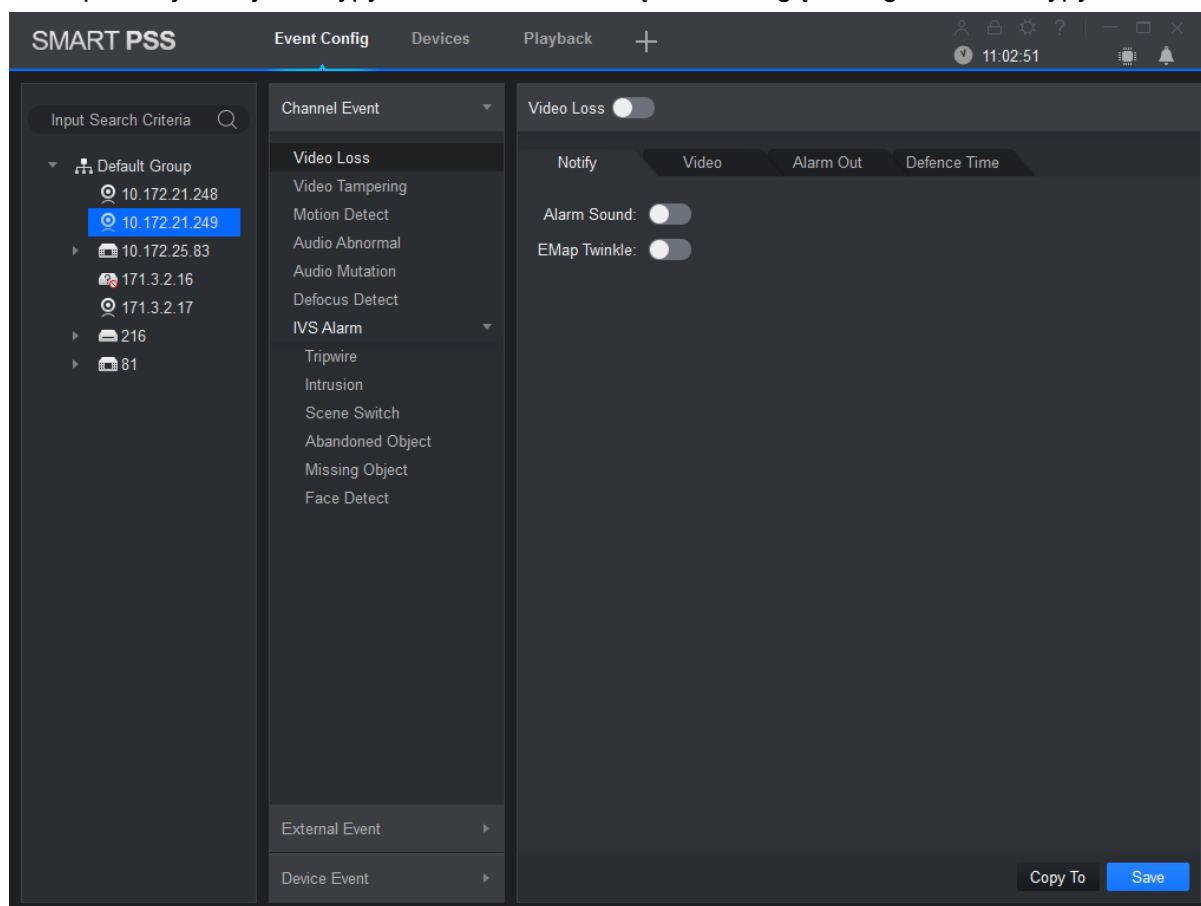 SMART PSS
Event Config
Devices
Playback
11:02:51
Input Search Criteria
Default Group
10.172.21.248
10.172.21.249
10.172.25.83
171.3.2.16
171.3.2.17
216
81
Channel Event
Video Loss
Video Tampering
Motion Detect
Audio Abnormal
Audio Mutation
Defocus Detect
IVS Alarm
Tripwire
Intrusion
Scene Switch
Abandoned Object
Missing Object
Face Detect
External Event
Device Event
Video Loss
Notify
Video
Alarm Out
Defence Time
Alarm Sound:
EMap Twinkle:
Copy To
Save